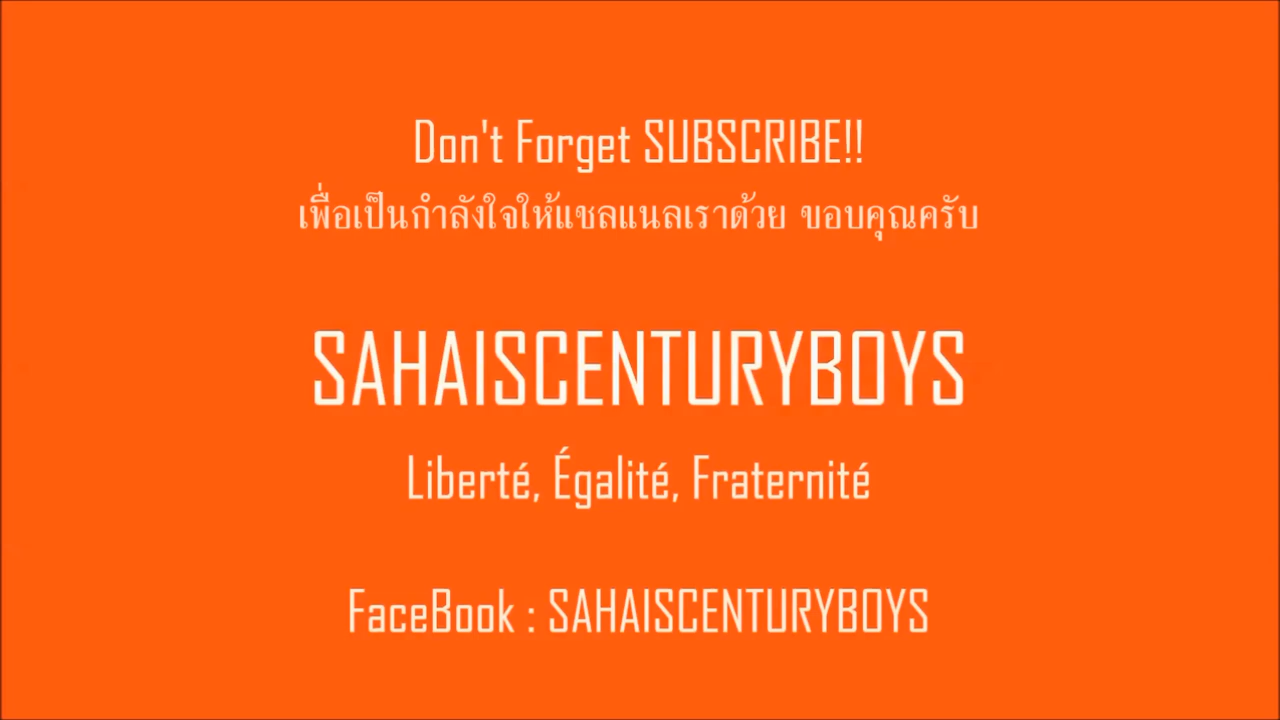 Don't Forget SUBSCRIBE!!
เพื่อเป็นกำลังใจให้แชลแนลเราด้วย ขอบคุณครับ
SAHAISCENTURYBOYS
Liberté, Égalité, Fraternité
FaceBook : SAHAISCENTURYBOYS